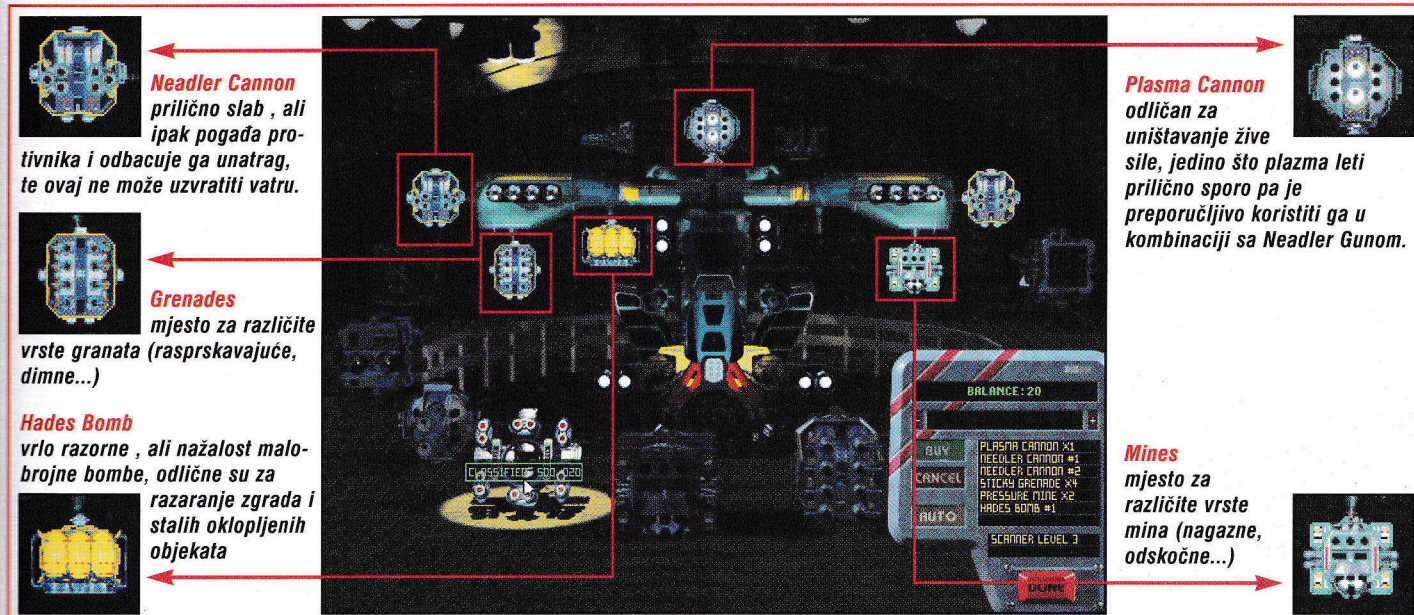 Neadler Cannon
prilično slab , ali
ipak pogađa pro-
tivnika i odbacuje ga unatrag,
te ovaj ne može uzvratiti vatru.
Grenades
mjesto za različite
vrste granata (rasprskavajuće,
dimne...)
Hades Bomb
vrlo razorne , ali nažalost malo-
brojne bombe, odlične su za
razaranje zgrada i
stalih oklopljenih
objekata
CLASSIFIED 500 020
BALANCE: 20
- +
BUY
CANCEL
AUTO
PLASMA CANNON X1
NEEDLER CANNON #1
NEEDLER CANNON #2
STICKY GRENADE X4
PRESSURE MINE X2
HADES BOMB #1
SCANNER LEVEL 3
DONE
Plasma Cannon
odličan za
uništavanje žive
sile, jedino što plazma leti
prilično sporo pa je
preporučljivo koristiti ga u
kombinaciji sa Neadler Gunom.
Mines
mjesto za
različite vrste
mina (nagazne,
odskočne...)